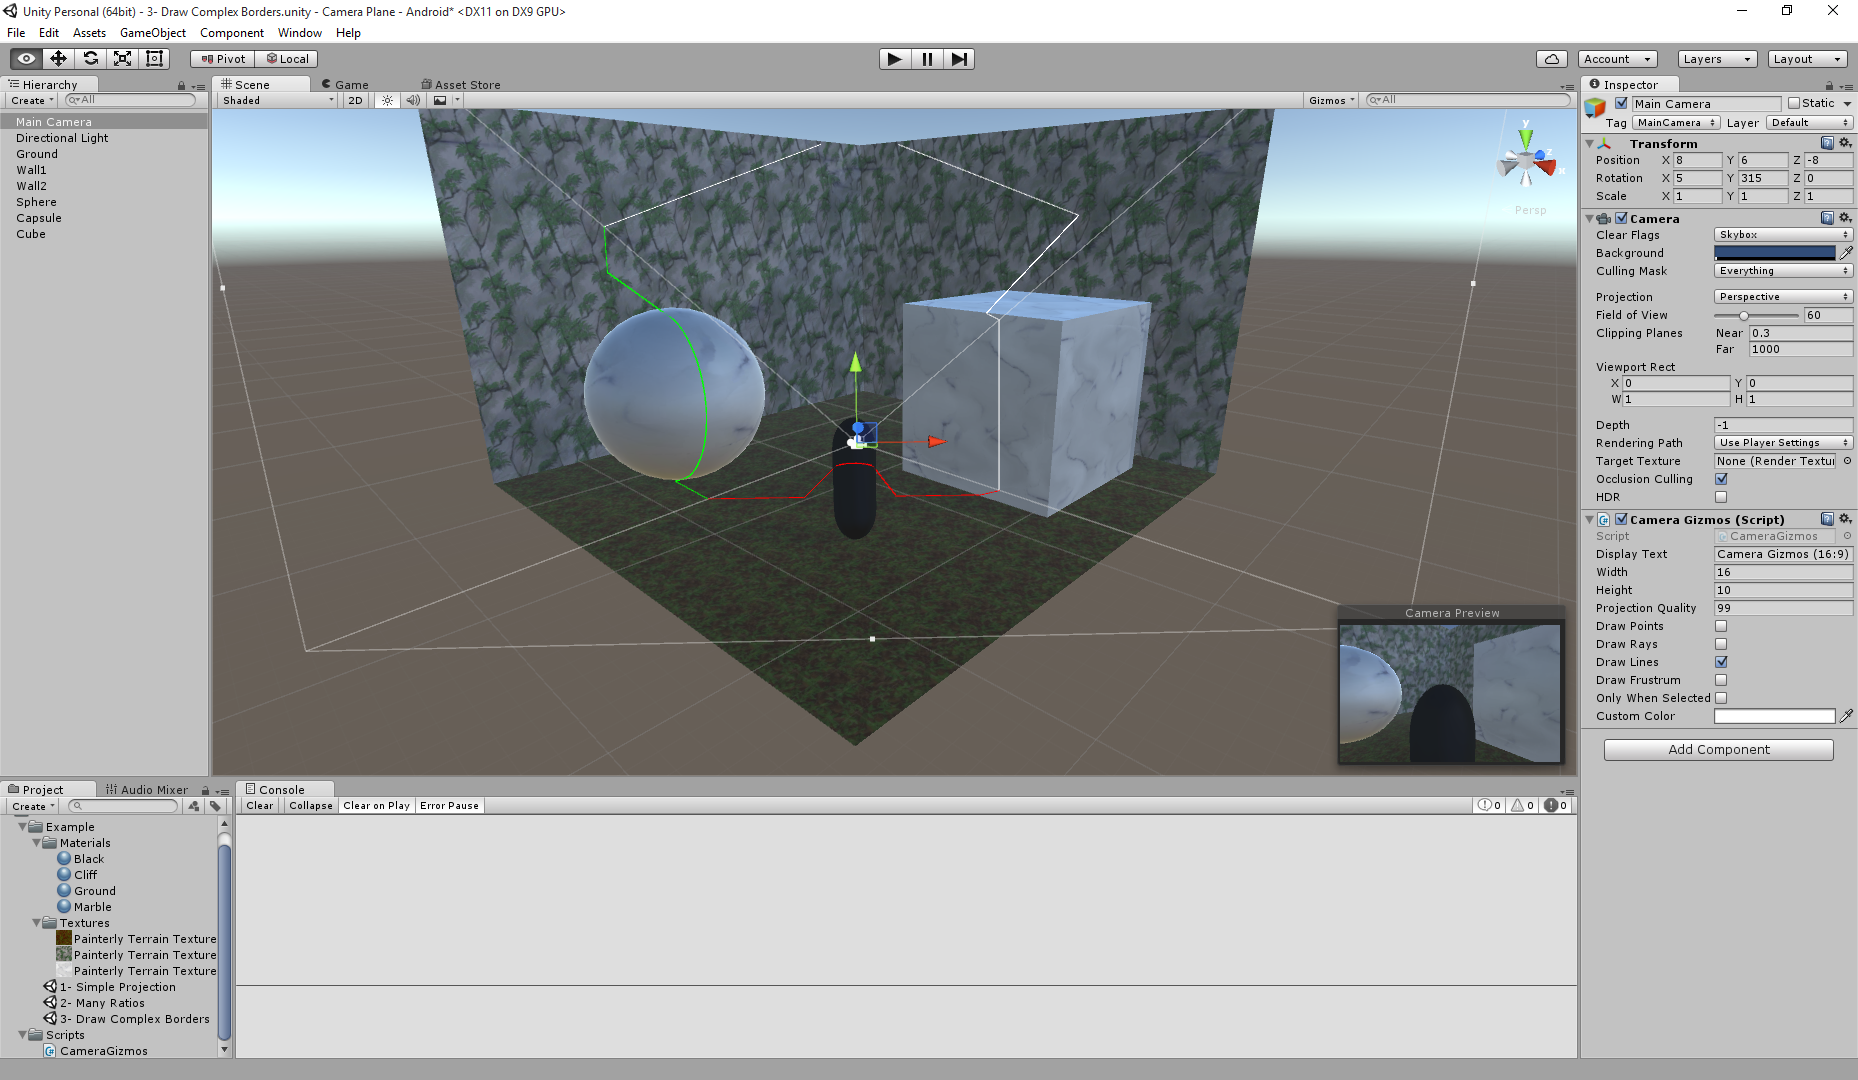 Unity Personal (64bit) - 3- Draw Complex Borders.unity - Camera Plane - Android* <DX11 on DX9 GPU>
File Edit Assets GameObject Component Window Help
Pivot Local Account Layers Layout
Hierarchy
Create All
Main Camera
Directional Light
Ground
Wall1
Wall2
Sphere
Capsule
Cube
Scene Game Asset Store
Shaded 2D Gizmos All
y
z
x
Persp
Camera Preview
Inspector
Main Camera Static
Tag MainCamera Layer Default
Transform
Position X 8 Y 6 Z -8
Rotation X 5 Y 315 Z 0
Scale X 1 Y 1 Z 1
Camera
Clear Flags Skybox
Background
Culling Mask Everything
Projection Perspective
Field of View 60
Clipping Planes Near 0.3
Far 1000
Viewport Rect
X 0 Y 0
W 1 H 1
Depth -1
Rendering Path Use Player Settings
Target Texture None (Render Textur
Occlusion Culling
HDR
Camera Gizmos (Script)
Script CameraGizmos
Display Text Camera Gizmos (16:9)
Width 16
Height 10
Projection Quality 99
Draw Points
Draw Rays
Draw Lines
Draw Frustrum
Only When Selected
Custom Color
Add Component
Project Audio Mixer
Create
Example
Materials
Black
Cliff
Ground
Marble
Textures
Painterly Terrain Texture
Painterly Terrain Texture
Painterly Terrain Texture
1- Simple Projection
2- Many Ratios
3- Draw Complex Borders
Scripts
CameraGizmos
Console
Clear Collapse Clear on Play Error Pause 0 0 0